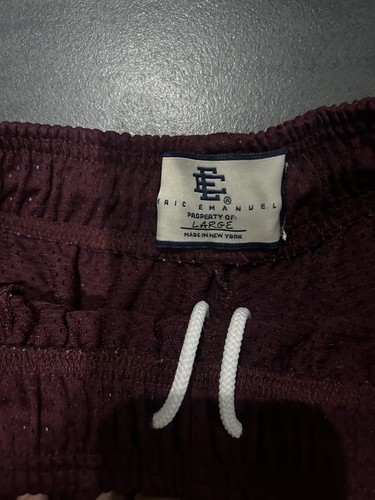 EE®
ERIC EMANUEL
PROPERTY OF:
LARGE
MADE IN NEW YORK